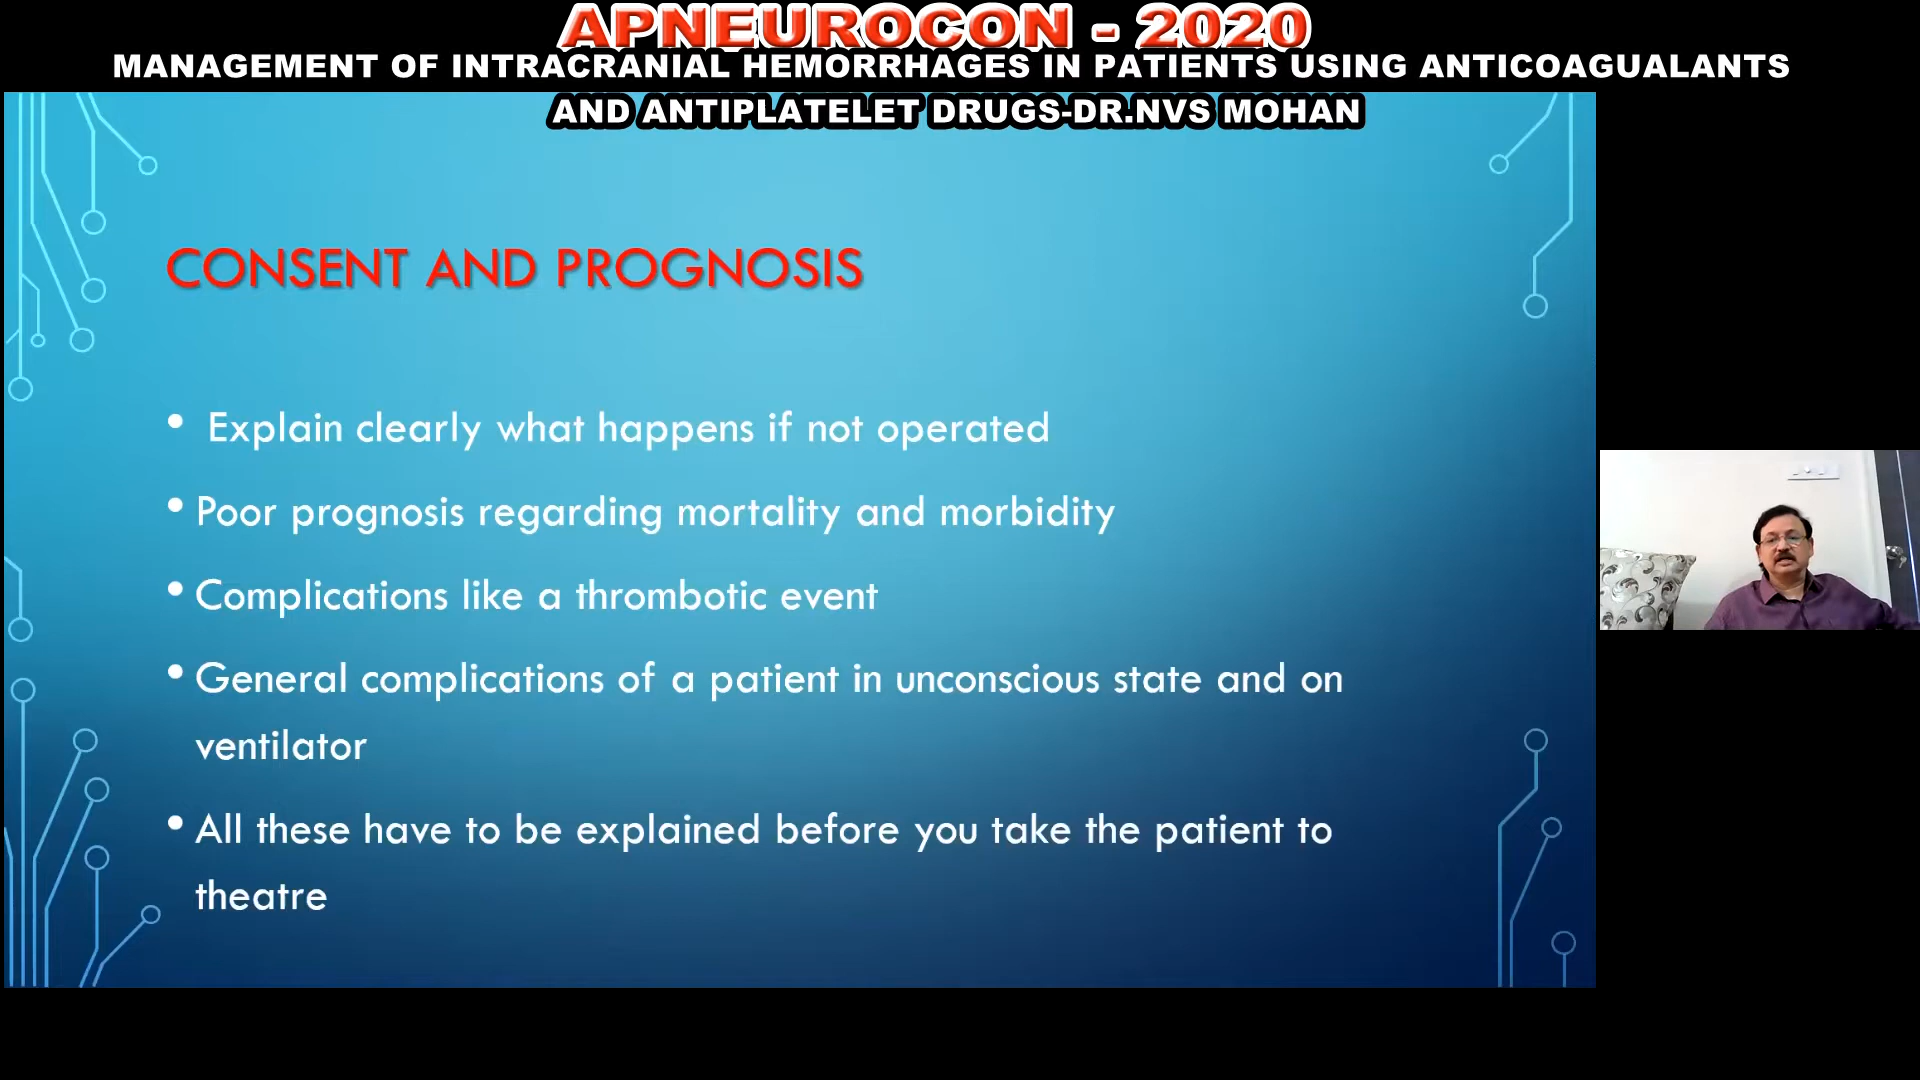 APNEUROCON - 2020
MANAGEMENT OF INTRACRANIAL HEMORRHAGES IN PATIENTS USING ANTICOAGUALANTS
AND ANTIPLATELET DRUGS-DR.NVS MOHAN
CONSENT AND PROGNOSIS
• Explain clearly what happens if not operated
• Poor prognosis regarding mortality and morbidity
• Complications like a thrombotic event
• General complications of a patient in unconscious state and on
ventilator
• All these have to be explained before you take the patient to
theatre